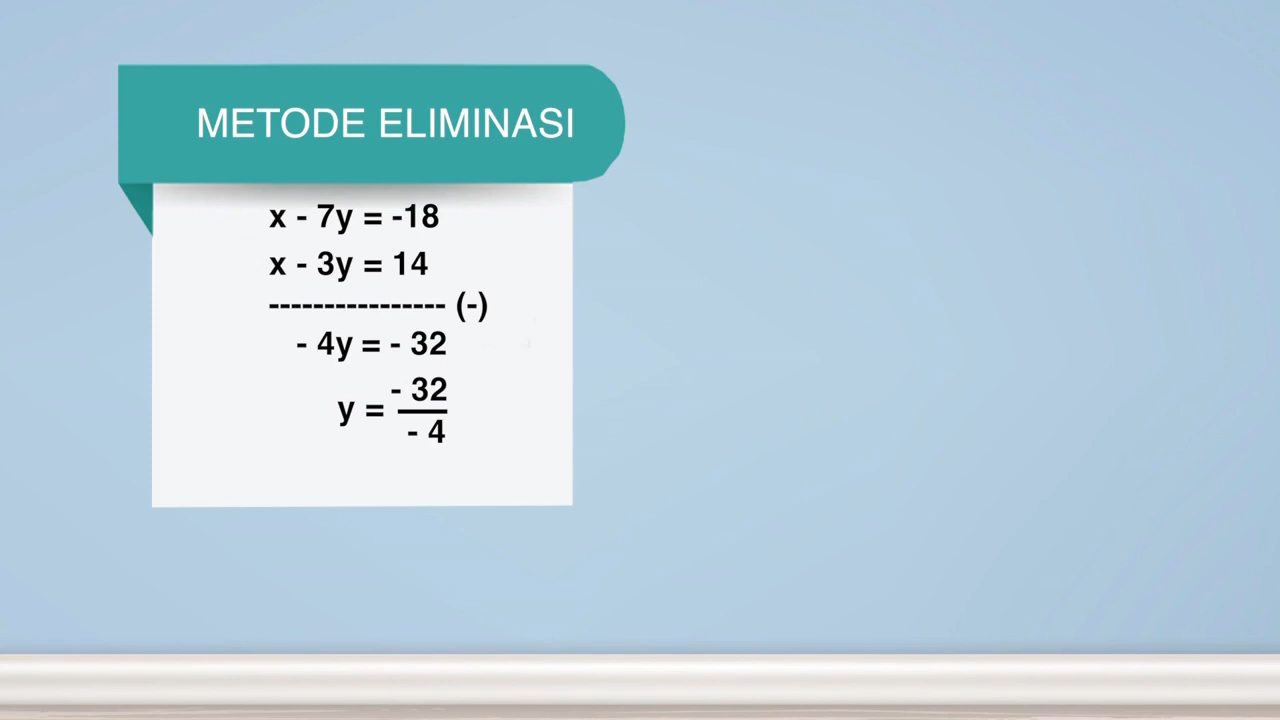 METODE ELIMINASI
x - 7y = -18
x - 3y = 14
---------------- (-)
- 4y = - 32
y = - 32
- 4